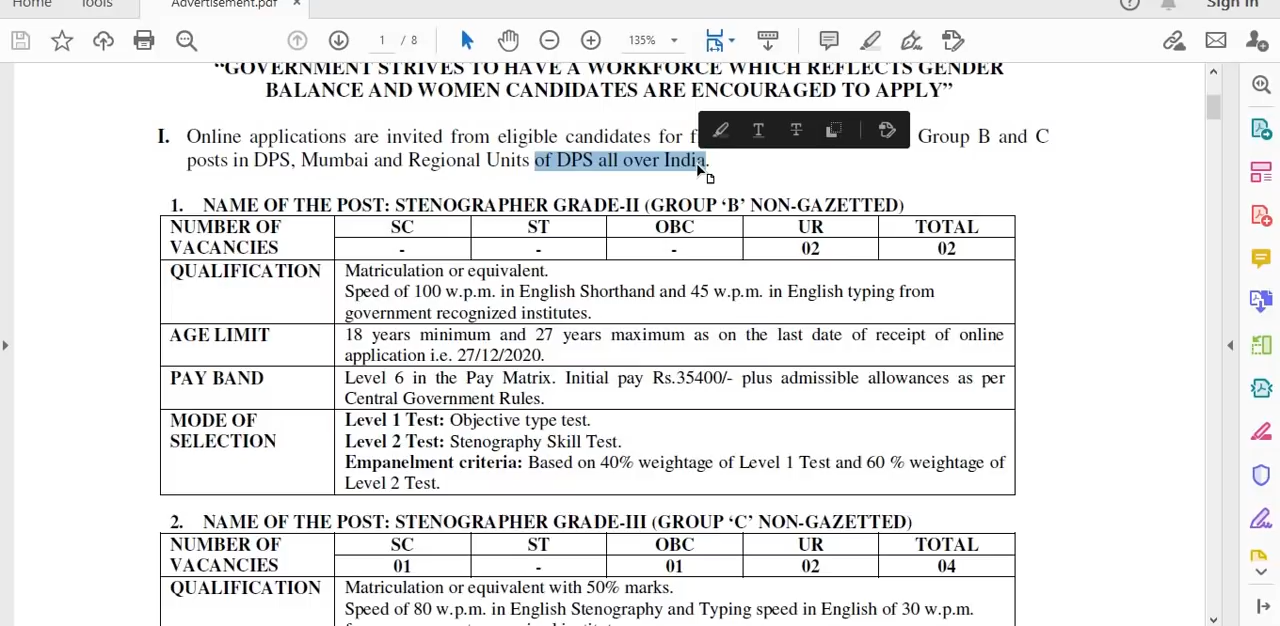 Home Tools Advertisement.pdf × Sign In
1 / 8 135%
“GOVERNMENT STRIVES TO HAVE A WORKFORCE WHICH REFLECTS GENDER
BALANCE AND WOMEN CANDIDATES ARE ENCOURAGED TO APPLY”
I. Online applications are invited from eligible candidates for f Group B and C
posts in DPS, Mumbai and Regional Units of DPS all over India.
1. NAME OF THE POST: STENOGRAPHER GRADE-II (GROUP ‘B’ NON-GAZETTED)
NUMBER OF SC ST OBC UR TOTAL
VACANCIES - - - 02 02
QUALIFICATION Matriculation or equivalent.
Speed of 100 w.p.m. in English Shorthand and 45 w.p.m. in English typing from
government recognized institutes.
AGE LIMIT 18 years minimum and 27 years maximum as on the last date of receipt of online
application i.e. 27/12/2020.
PAY BAND Level 6 in the Pay Matrix. Initial pay Rs.35400/- plus admissible allowances as per
Central Government Rules.
MODE OF Level 1 Test: Objective type test.
SELECTION Level 2 Test: Stenography Skill Test.
Empanelment criteria: Based on 40% weightage of Level 1 Test and 60 % weightage of
Level 2 Test.
2. NAME OF THE POST: STENOGRAPHER GRADE-III (GROUP ‘C’ NON-GAZETTED)
NUMBER OF SC ST OBC UR TOTAL
VACANCIES 01 - 01 02 04
QUALIFICATION Matriculation or equivalent with 50% marks.
Speed of 80 w.p.m. in English Stenography and Typing speed in English of 30 w.p.m.